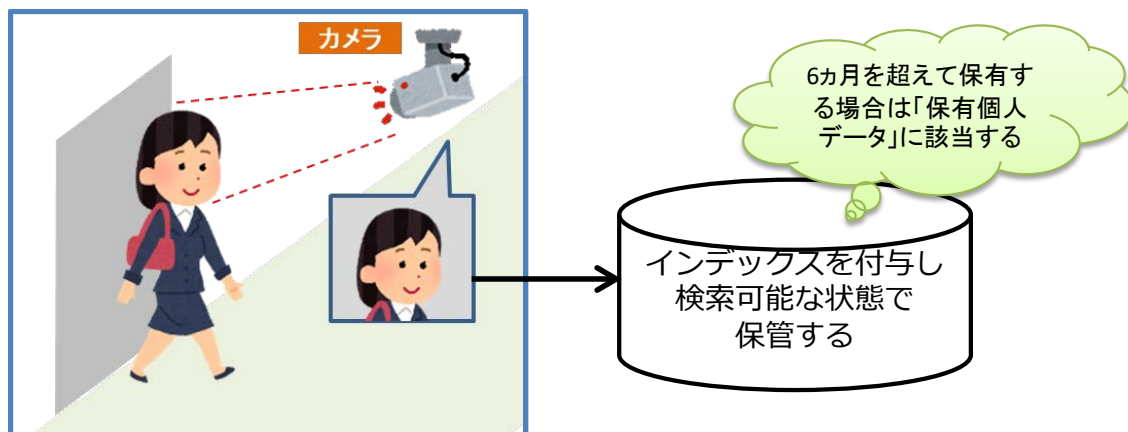 カメラ
6ヵ月を超えて保有す
る場合は「保有個人
データ」に該当する
インデックスを付与し
検索可能な状態で
保管する